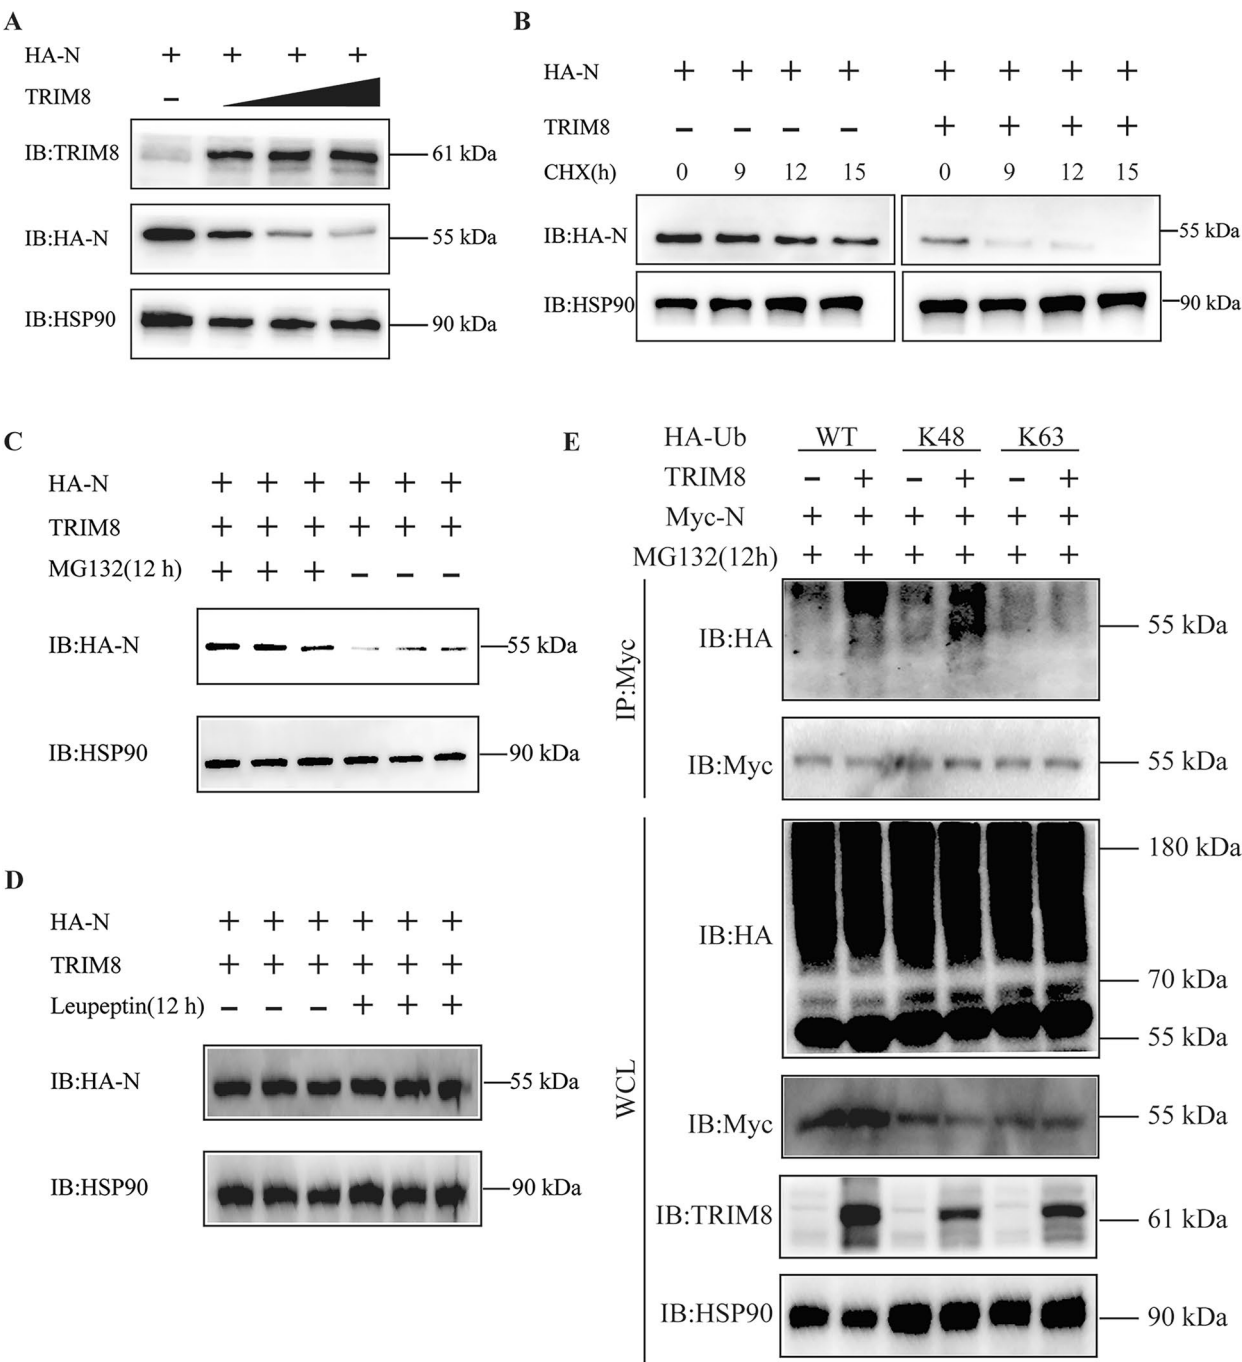 A
HA-N + + + +
TRIM8 −
IB:TRIM8 61 kDa
IB:HA-N 55 kDa
IB:HSP90 90 kDa
B
HA-N + + + + + + + +
TRIM8 − − − − + + + +
CHX(h) 0 9 12 15 0 9 12 15
IB:HA-N 55 kDa
IB:HSP90 90 kDa
C
HA-N + + + + + +
TRIM8 + + + + + +
MG132(12 h) + + + − − −
IB:HA-N 55 kDa
IB:HSP90 90 kDa
D
HA-N + + + + + +
TRIM8 + + + + + +
Leupeptin(12 h) − − − + + +
IB:HA-N 55 kDa
IB:HSP90 90 kDa
E
HA-Ub WT K48 K63
TRIM8 − + − + − +
Myc-N + + + + + +
MG132(12h) + + + + + +
IP:Myc
IB:HA 55 kDa
IB:Myc 55 kDa
WCL
180 kDa
IB:HA
70 kDa
55 kDa
IB:Myc 55 kDa
IB:TRIM8 61 kDa
IB:HSP90 90 kDa